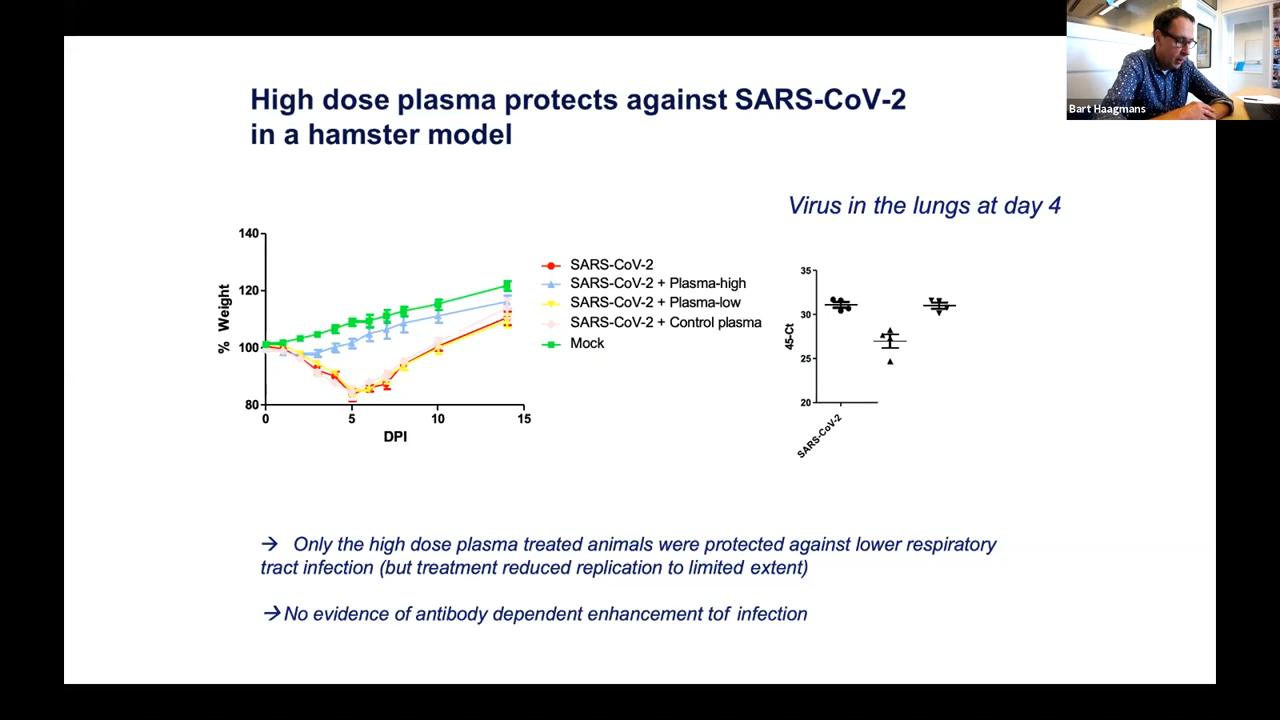 Bart Haagmans
High dose plasma protects against SARS-CoV-2
in a hamster model
Virus in the lungs at day 4
140
120
100
80
% Weight
0
5
10
15
DPI
SARS-CoV-2
SARS-CoV-2 + Plasma-high
SARS-CoV-2 + Plasma-low
SARS-CoV-2 + Control plasma
Mock
35
30
25
20
45-Ct
SARS-CoV-2
→ Only the high dose plasma treated animals were protected against lower respiratory
tract infection (but treatment reduced replication to limited extent)
→No evidence of antibody dependent enhancement tof infection